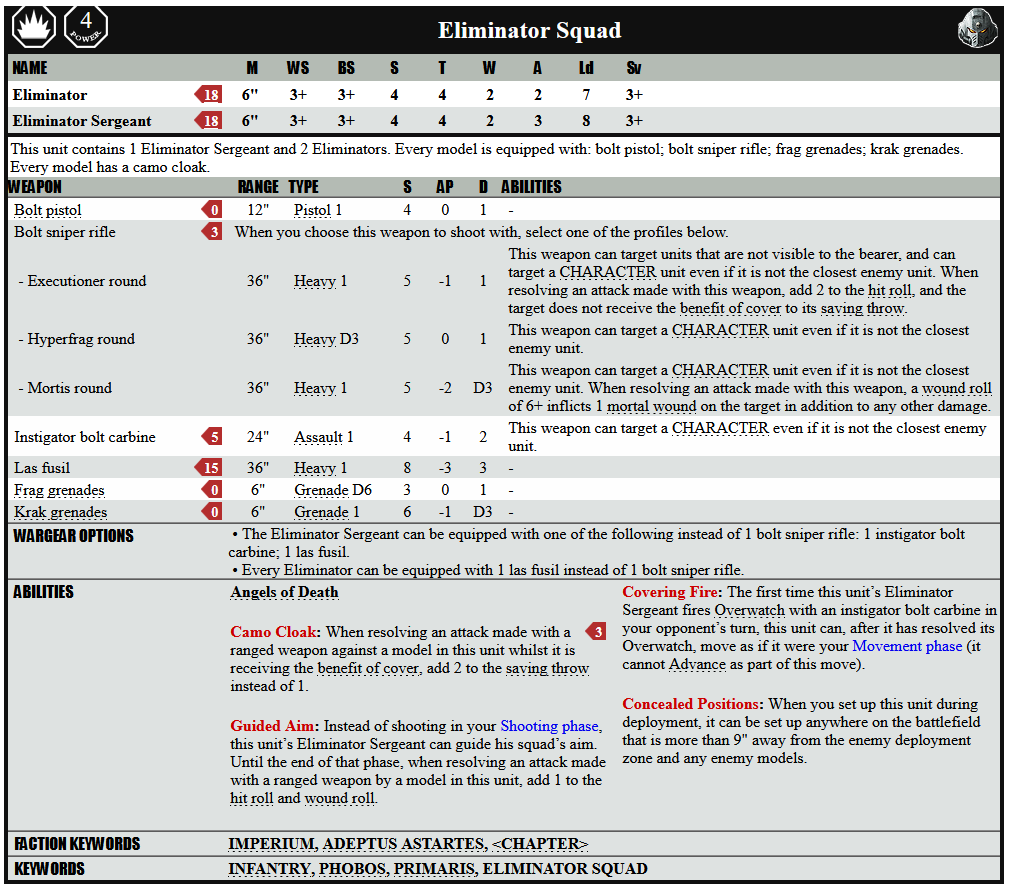 4
POWER
Eliminator Squad
NAME M WS BS S T W A Ld Sv
Eliminator 18 6" 3+ 3+ 4 4 2 2 7 3+
Eliminator Sergeant 18 6" 3+ 3+ 4 4 2 3 8 3+
This unit contains 1 Eliminator Sergeant and 2 Eliminators. Every model is equipped with: bolt pistol; bolt sniper rifle; frag grenades; krak grenades.
Every model has a camo cloak.
WEAPON RANGE TYPE S AP D ABILITIES
Bolt pistol 0 12" Pistol 1 4 0 1 -
Bolt sniper rifle 3 When you choose this weapon to shoot with, select one of the profiles below.
- Executioner round 36" Heavy 1 5 -1 1
This weapon can target units that are not visible to the bearer, and can
target a CHARACTER unit even if it is not the closest enemy unit. When
resolving an attack made with this weapon, add 2 to the hit roll, and the
target does not receive the benefit of cover to its saving throw.
- Hyperfrag round 36" Heavy D3 5 0 1
This weapon can target a CHARACTER unit even if it is not the closest
enemy unit.
- Mortis round 36" Heavy 1 5 -2 D3
This weapon can target a CHARACTER unit even if it is not the closest
enemy unit. When resolving an attack made with this weapon, a wound roll
of 6+ inflicts 1 mortal wound on the target in addition to any other damage.
Instigator bolt carbine 5 24" Assault 1 4 -1 2
This weapon can target a CHARACTER even if it is not the closest enemy
unit.
Las fusil 15 36" Heavy 1 8 -3 3 -
Frag grenades 0 6" Grenade D6 3 0 1 -
Krak grenades 0 6" Grenade 1 6 -1 D3 -
WARGEAR OPTIONS
• The Eliminator Sergeant can be equipped with one of the following instead of 1 bolt sniper rifle: 1 instigator bolt
carbine; 1 las fusil.
• Every Eliminator can be equipped with 1 las fusil instead of 1 bolt sniper rifle.
ABILITIES
Angels of Death
Camo Cloak: When resolving an attack made with a 3
ranged weapon against a model in this unit whilst it is
receiving the benefit of cover, add 2 to the saving throw
instead of 1.
Guided Aim: Instead of shooting in your Shooting phase,
this unit's Eliminator Sergeant can guide his squad's aim.
Until the end of that phase, when resolving an attack made
with a ranged weapon by a model in this unit, add 1 to the
hit roll and wound roll.
Covering Fire: The first time this unit's Eliminator
Sergeant fires Overwatch with an instigator bolt carbine in
your opponent's turn, this unit can, after it has resolved its
Overwatch, move as if it were your Movement phase (it
cannot Advance as part of this move).
Concealed Positions: When you set up this unit during
deployment, it can be set up anywhere on the battlefield
that is more than 9" away from the enemy deployment
zone and any enemy models.
FACTION KEYWORDS IMPERIUM, ADEPTUS ASTARTES, <CHAPTER>
KEYWORDS INFANTRY, PHOBOS, PRIMARIS, ELIMINATOR SQUAD